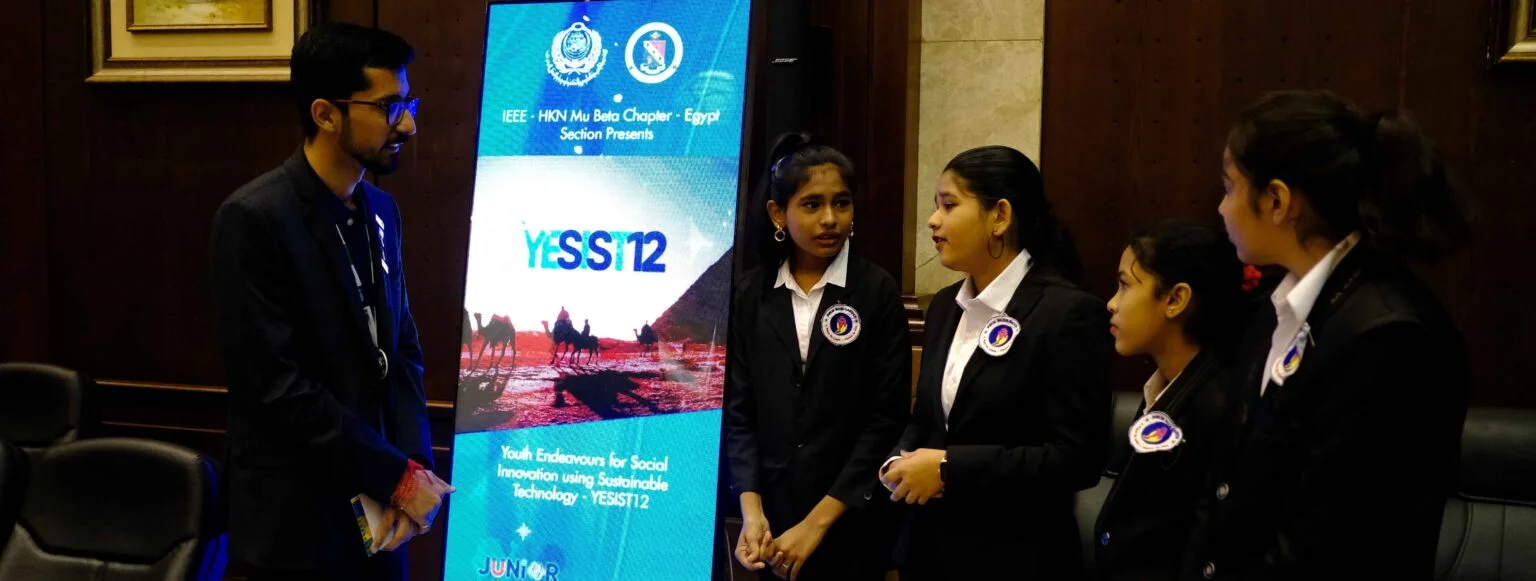 BOSE
IEEE - HKN Mu Beta Chapter - Egypt
Section Presents
YESIST12
Youth Endeavours for Social
Innovation using Sustainable
Technology - YESIST12
JUNIOR